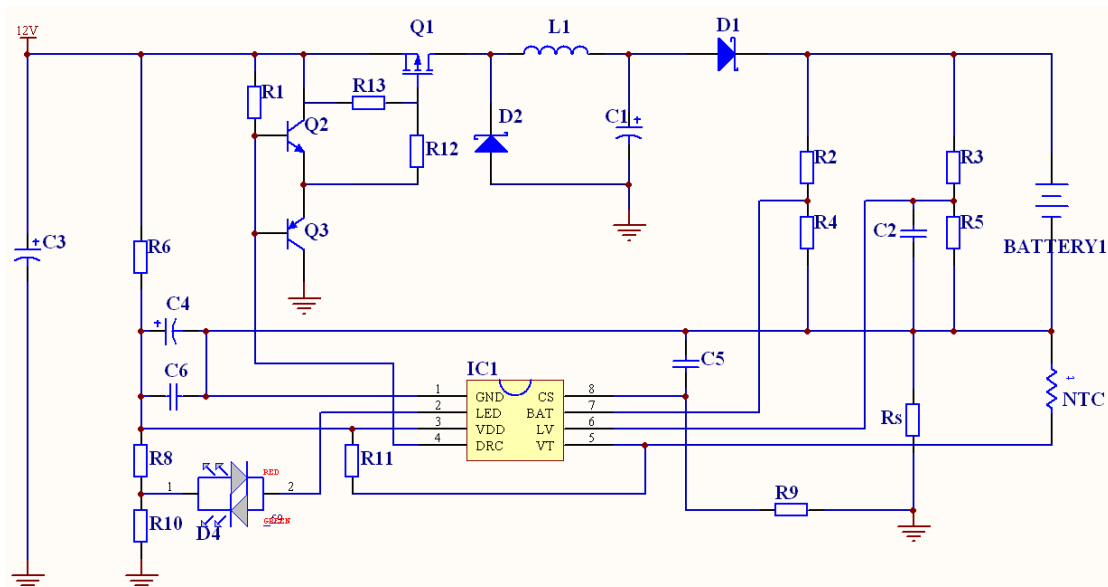 12V
Q1
L1
D1
R1
R13
Q2
D2
C1
R12
R2
R3
Q3
R4
C2
R5
C3
R6
BATTERY1
C4
C5
C6
IC1
NTC
Rs
1
GND
CS
8
2
LED
BAT
7
3
VDD
LV
6
4
DRC
VT
5
R8
R11
RED
1
2
R9
R10
D4
GREEN